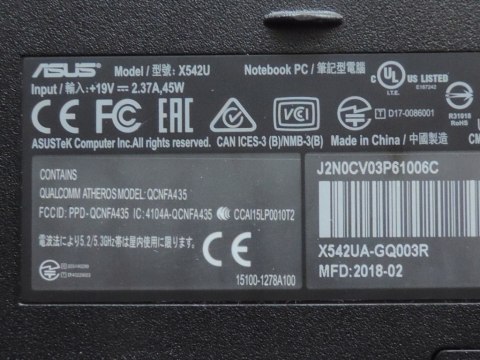 ASUS Model / 型號: X542U Notebook PC / 筆記型電腦
Input / 輸入: +19V ⎓ 2.37A, 45W
C UL US LISTED
I.T.E. E167240
R31018
RoHS
CE FC EAC VCI T D17-0086001
ASUSTeK Computer Inc. All rights reserved. CAN ICES-3 (B)/NMB-3(B) Made in China / 中國製造
CONTAINS
QUALCOMM ATHEROS MODEL: QCNFA435
FCCID: PPD-QCNFA435 IC: 4104A-QCNFA435 CCAI15LP0010T2
電波法により5.2/5.3GHz帯は屋内使用に限ります。
CE
15100-1278A100
J2N0CV03P61006C
X542UA-GQ003R
MFD: 2018-02